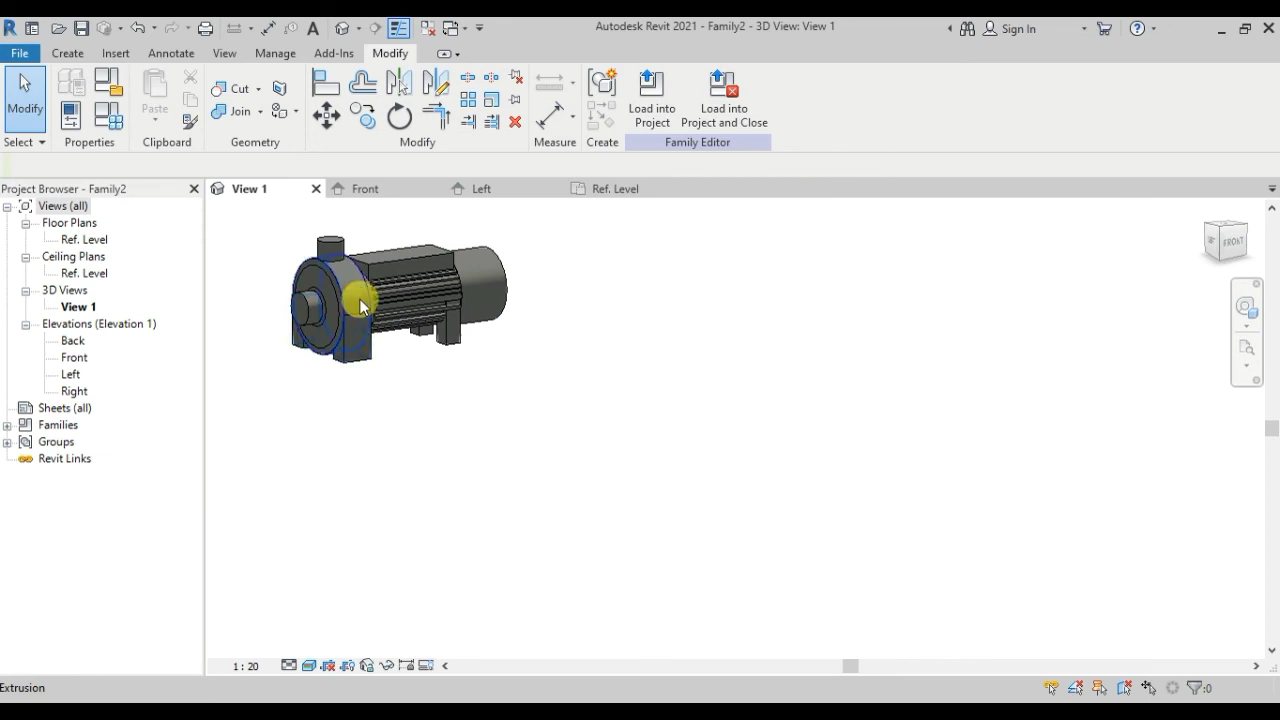 Autodesk Revit 2021 - Family2 - 3D View: View 1
Sign In
File Create Insert Annotate View Manage Add-Ins Modify
Modify
Paste
Cut
Join
Load into Project
Load into Project and Close
Select Properties Clipboard Geometry Modify Measure Create Family Editor
Project Browser - Family2
View 1 Front Left Ref. Level
Views (all)
Floor Plans
Ref. Level
Ceiling Plans
Ref. Level
3D Views
View 1
Elevations (Elevation 1)
Back
Front
Left
Right
Sheets (all)
Families
Groups
Revit Links
FRONT
1 : 20
Extrusion
:0